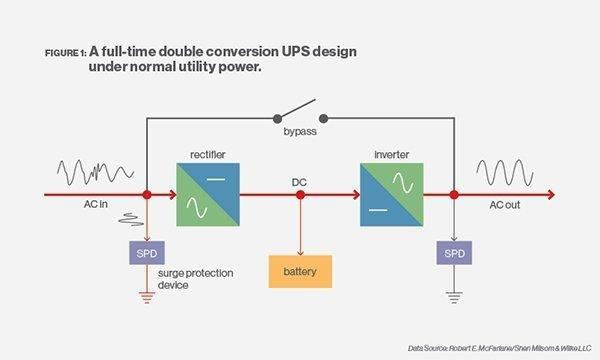 FIGURE 1: A full-time double conversion UPS design
under normal utility power.
bypass
rectifier
inverter
DC
AC in
AC out
SPD
SPD
surge protection
device
battery
Data Source: Robert E. McFarlane/Shen Milsom & Wilke LLC